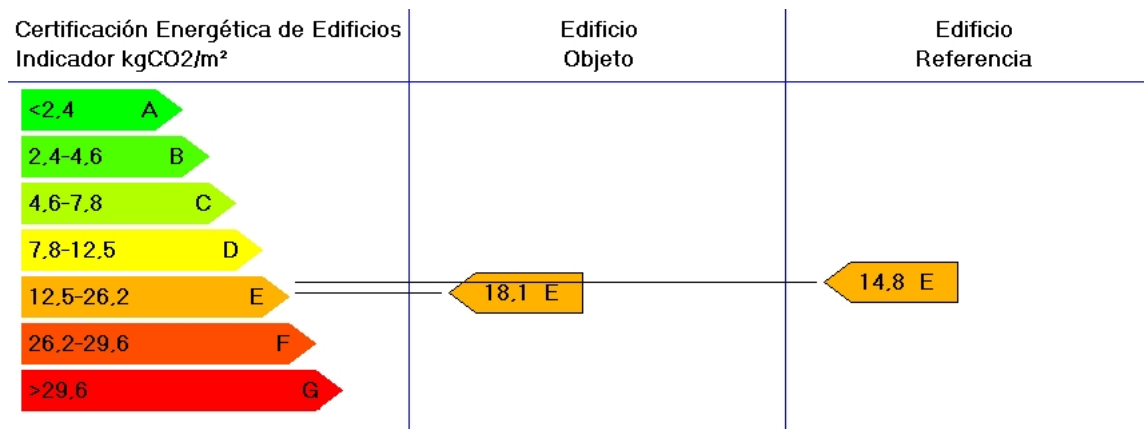 Certificación Energética de Edificios
Indicador kgCO2/m²
Edificio
Objeto
Edificio
Referencia
<2,4 A
2,4-4,6 B
4,6-7,8 C
7,8-12,5 D
12,5-26,2 E
26,2-29,6 F
>29,6 G
18,1 E
14,8 E